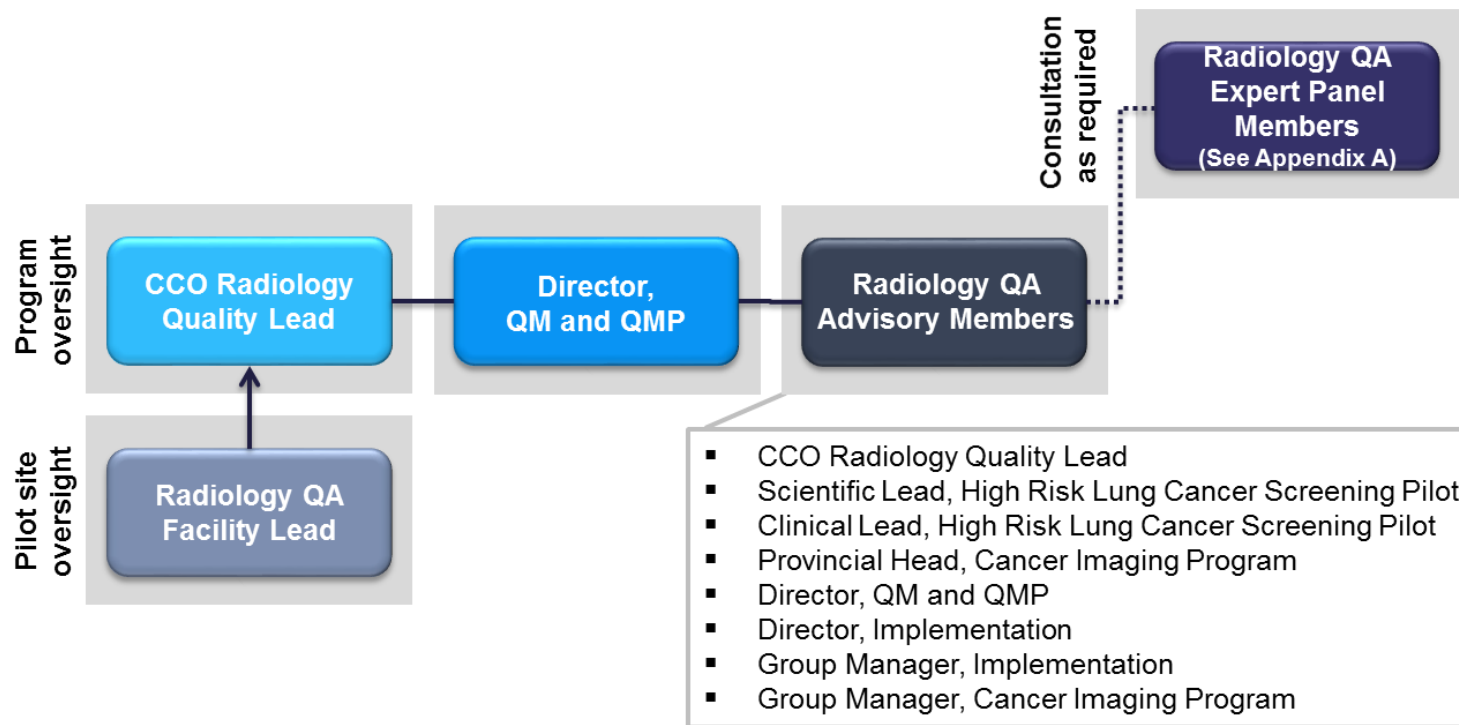 Consultation
as required
Radiology QA
Expert Panel
Members
(See Appendix A)
Program
oversight
CCO Radiology
Quality Lead
Director,
QM and QMP
Radiology QA
Advisory Members
Pilot site
oversight
Radiology QA
Facility Lead
▪ CCO Radiology Quality Lead
▪ Scientific Lead, High Risk Lung Cancer Screening Pilot
▪ Clinical Lead, High Risk Lung Cancer Screening Pilot
▪ Provincial Head, Cancer Imaging Program
▪ Director, QM and QMP
▪ Director, Implementation
▪ Group Manager, Implementation
▪ Group Manager, Cancer Imaging Program